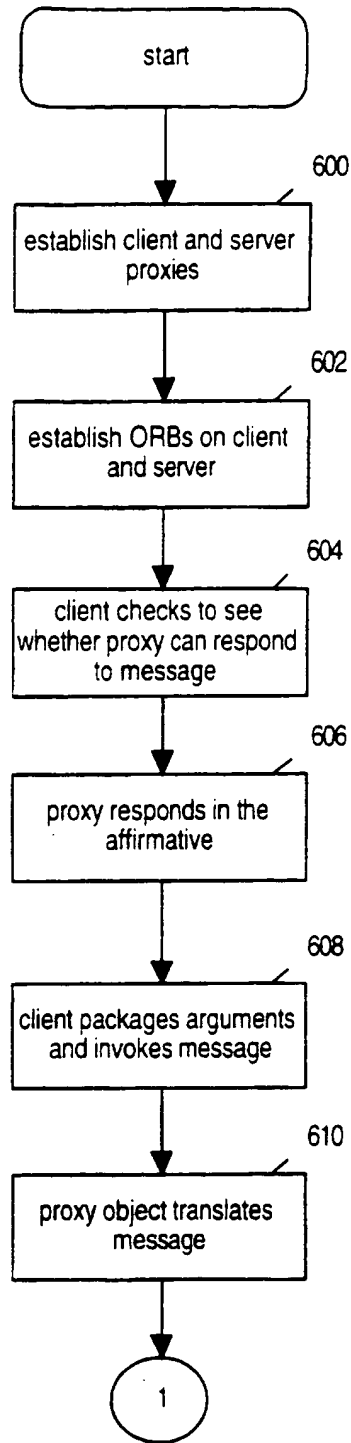 start
600
establish client and server
proxies
602
establish ORBs on client
and server
604
client checks to see
whether proxy can respond
to message
606
proxy responds in the
affirmative
608
client packages arguments
and invokes message
610
proxy object translates
message
1